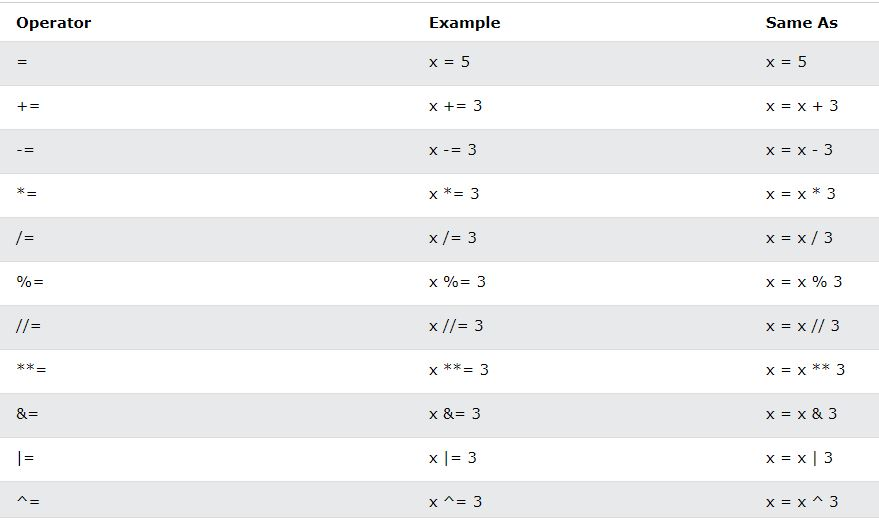 Operator Example Same As
= x = 5 x = 5
+= x += 3 x = x + 3
-= x -= 3 x = x - 3
*= x *= 3 x = x * 3
/= x /= 3 x = x / 3
%= x %= 3 x = x % 3
//= x //= 3 x = x // 3
**= x **= 3 x = x ** 3
&= x &= 3 x = x & 3
|= x |= 3 x = x | 3
^= x ^= 3 x = x ^ 3